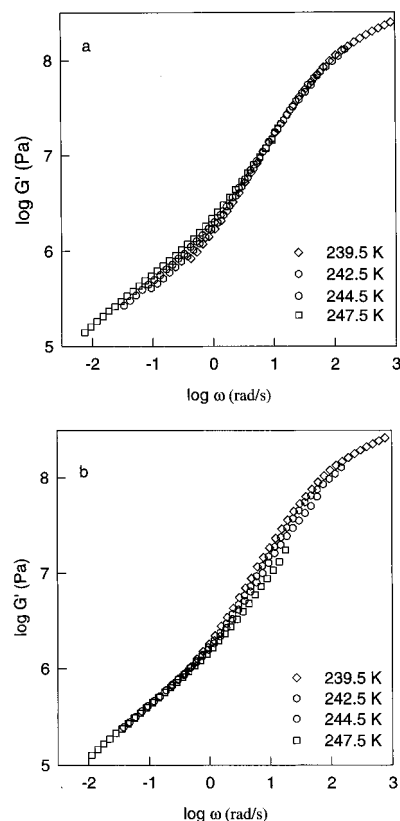 a
8
7
6
5
log G' (Pa)
239.5 K
242.5 K
244.5 K
247.5 K
-2 -1 0 1 2 3
log ω (rad/s)
b
8
7
6
5
log G' (Pa)
239.5 K
242.5 K
244.5 K
247.5 K
-2 -1 0 1 2 3
log ω (rad/s)